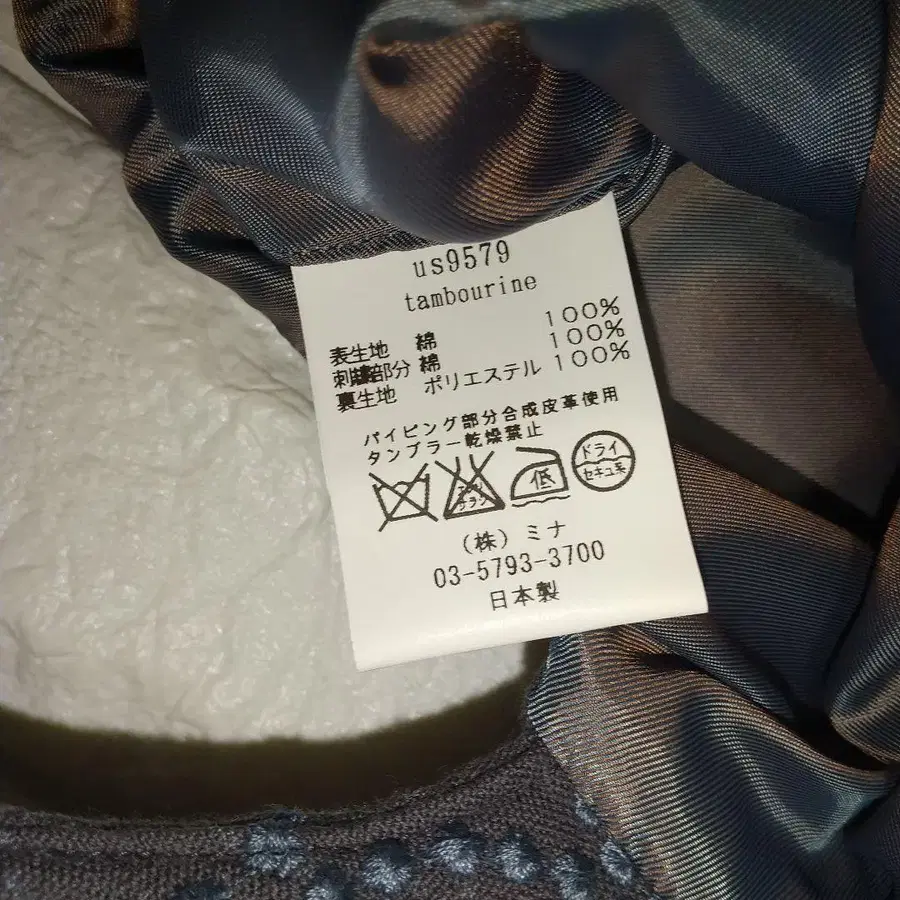 us9579
tambourine
表生地 綿 100%
刺繍部分 綿 100%
裏生地 ポリエステル 100%
パイピング部分合成皮革使用
タンブラー乾燥禁止
低
ドライ
セキユ系
(株)ミナ
03-5793-3700
日本製